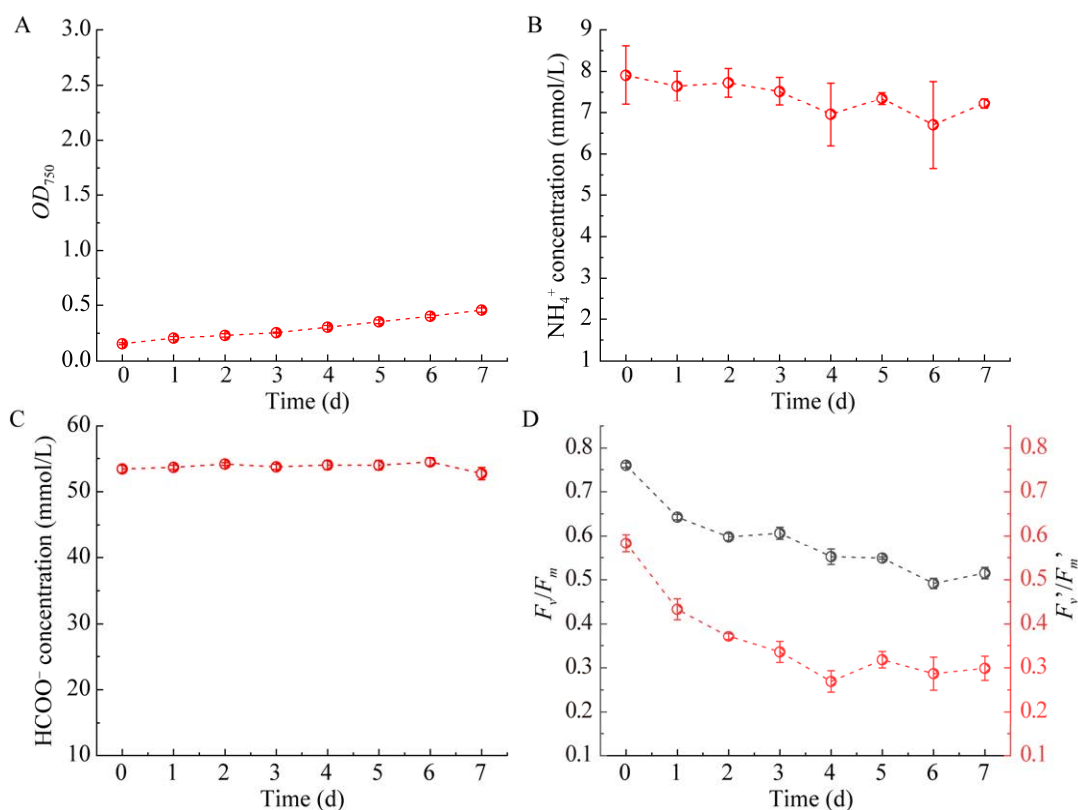 A
3.0
2.5
2.0
1.5
1.0
0.5
0.0
OD₇₅₀
0 1 2 3 4 5 6 7
Time (d)
B
9
8
7
6
5
4
3
2
1
NH₄⁺ concentration (mmol/L)
0 1 2 3 4 5 6 7
Time (d)
C
60
50
40
30
20
10
HCOO⁻ concentration (mmol/L)
0 1 2 3 4 5 6 7
Time (d)
D
0.8
0.7
0.6
0.5
0.4
0.3
0.2
0.1
Fᵥ/Fₘ
0.8
0.7
0.6
0.5
0.4
0.3
0.2
0.1
Fᵥ’/Fₘ’
0 1 2 3 4 5 6 7
Time (d)